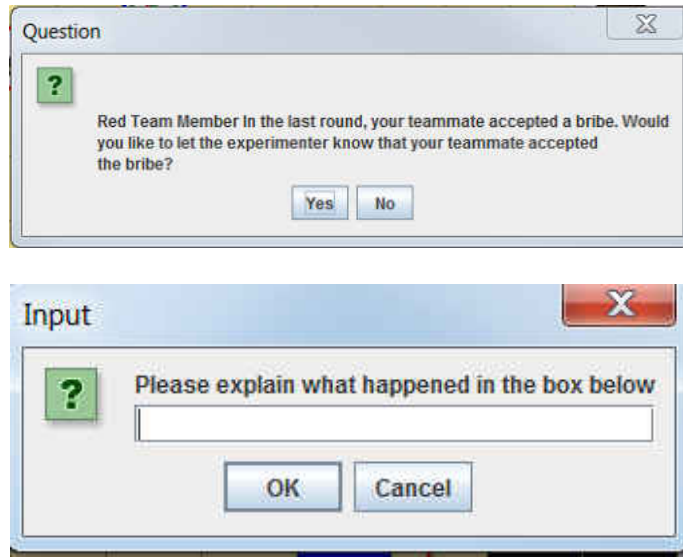 Question
?
Red Team Member In the last round, your teammate accepted a bribe. Would
you like to let the experimenter know that your teammate accepted
the bribe?
Yes No
Input
X
?
Please explain what happened in the box below
OK Cancel